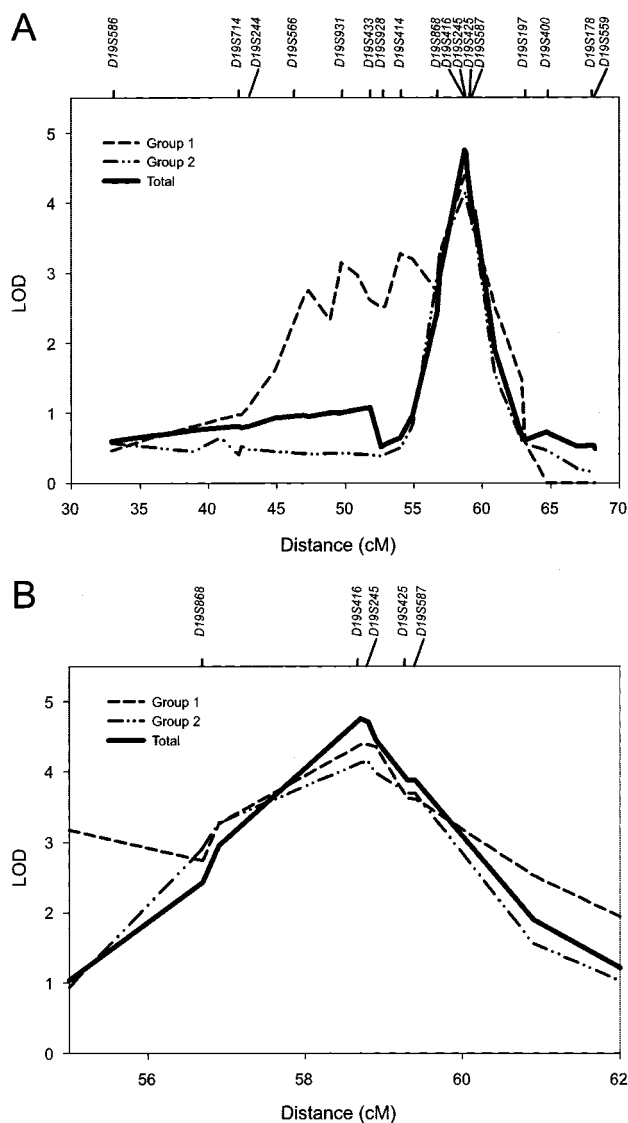 A
D19S586
D19S714
D19S244
D19S566
D19S931
D19S433
D19S928
D19S414
D19S868
D19S416
D19S245
D19S425
D19S587
D19S197
D19S400
D19S178
D19S559
Group 1
Group 2
Total
5
4
3
2
1
0
LOD
30 35 40 45 50 55 60 65 70
Distance (cM)
B
D19S868
D19S416
D19S245
D19S425
D19S587
Group 1
Group 2
Total
5
4
3
2
1
0
LOD
56 58 60 62
Distance (cM)